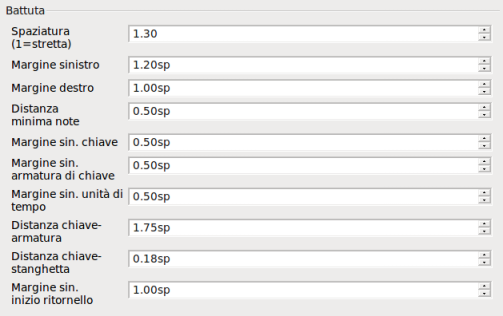 Battuta
Spaziatura 1.30
(1=stretta)
Margine sinistro 1.20sp
Margine destro 1.00sp
Distanza 0.50sp
minima note
Margine sin. chiave 0.50sp
Margine sin. 0.50sp
armatura di chiave
Margine sin. unità di 0.50sp
tempo
Distanza chiave- 1.75sp
armatura
Distanza chiave- 0.18sp
stanghetta
Margine sin. 1.00sp
inizio ritornello